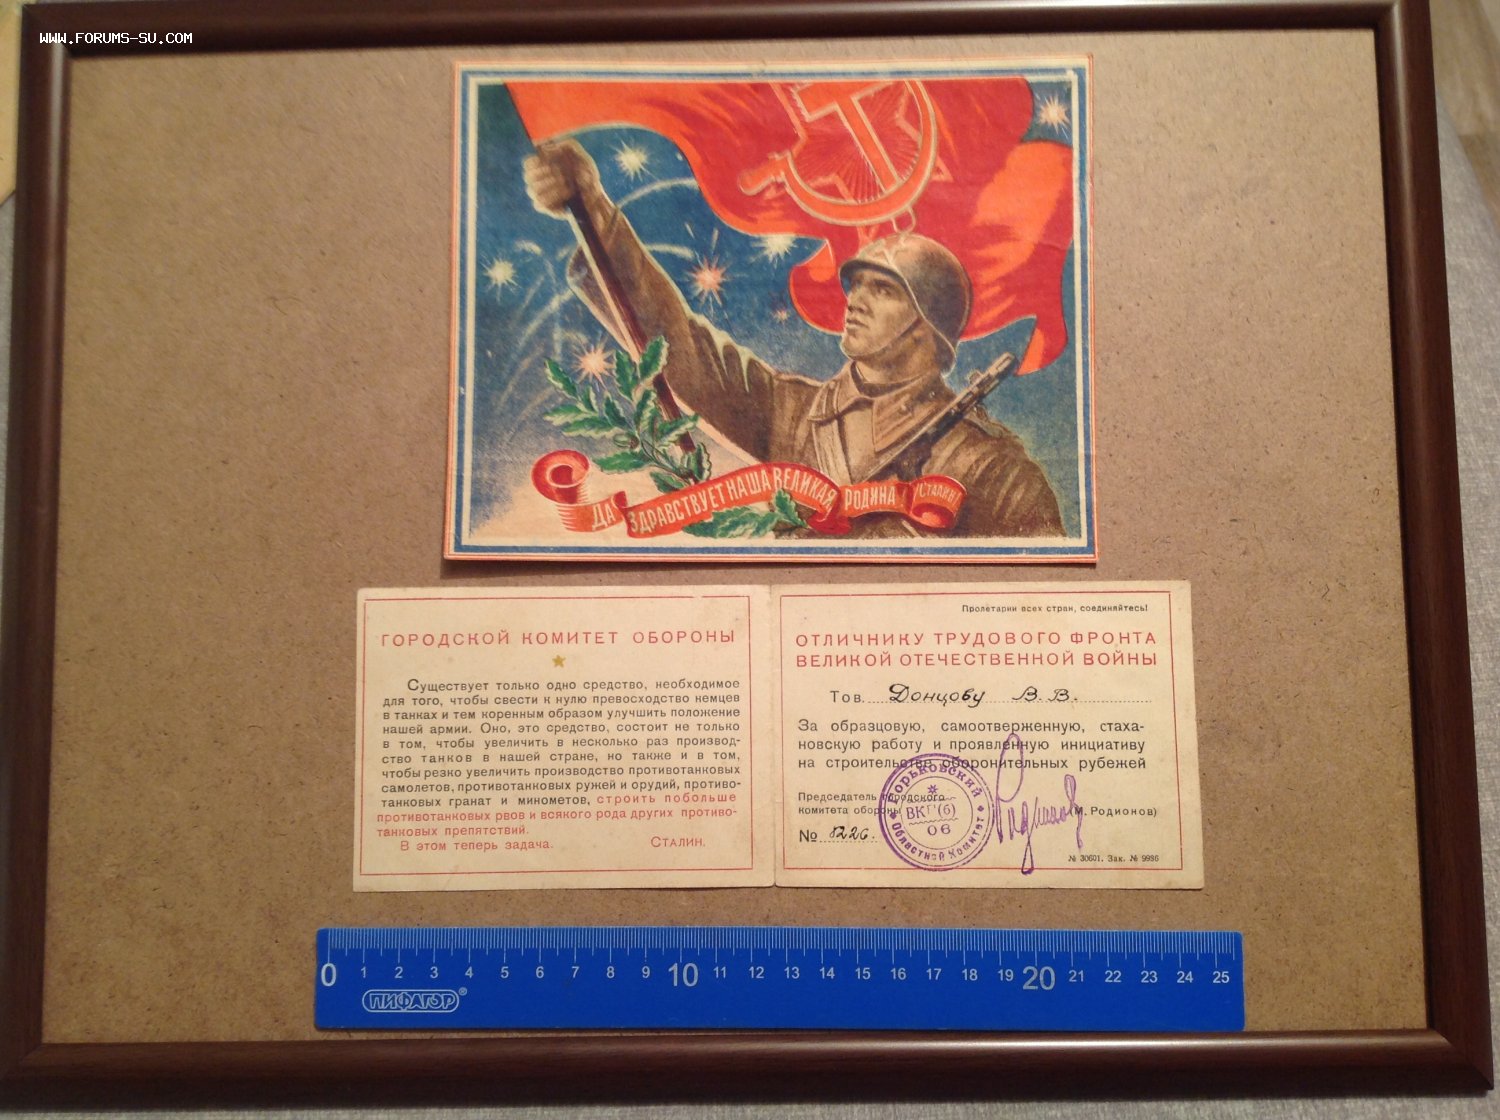 WWW.FORUMS-SU.COM
ДА ЗДРАВСТВУЕТ НАША ВЕЛИКАЯ РОДИНА /СТАЛИН/
ГОРОДСКОЙ КОМИТЕТ ОБОРОНЫ
Существует только одно средство, необходимое
для того, чтобы свести к нулю превосходство немцев
в танках и тем коренным образом улучшить положение
нашей армии. Оно, это средство, состоит не только
в том, чтобы увеличить в несколько раз производ-
ство танков в нашей стране, но также и в том,
чтобы резко увеличить производство противотанковых
самолетов, противотанковых ружей и орудий, противо-
танковых гранат и минометов, строить побольше
противотанковых рвов и всякого рода других противо-
танковых препятствий.
В этом теперь задача. Сталин.
Пролетарии всех стран, соединяйтесь!
ОТЛИЧНИКУ ТРУДОВОГО ФРОНТА
ВЕЛИКОЙ ОТЕЧЕСТВЕННОЙ ВОЙНЫ
Тов. Донцову В. В.
За образцовую, самоотверженную, стаха-
новскую работу и проявленную инициативу
на строительстве оборонительных рубежей
Председатель городского
комитета обороны (М. Родионов)
№ 8226.
Горьковский
ВКП(б)
06
Областной Комитет
Родионов
№ 30601. Зак. № 9986
0 1 2 3 4 5 6 7 8 9 10 11 12 13 14 15 16 17 18 19 20 21 22 23 24 25
ПИФАГОР®